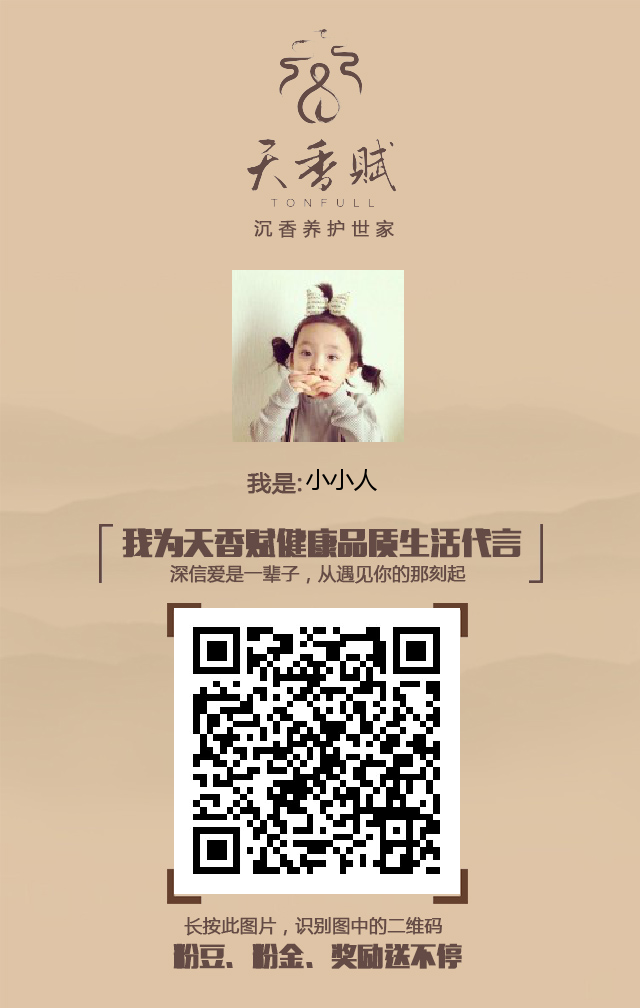 天香赋
TONFULL
沉香养护世家
我是:小小人
我为天香赋健康品质生活代言
深信爱是一辈子，从遇见你的那刻起
长按此图片，识别图中的二维码
粉豆、粉金、奖励送不停